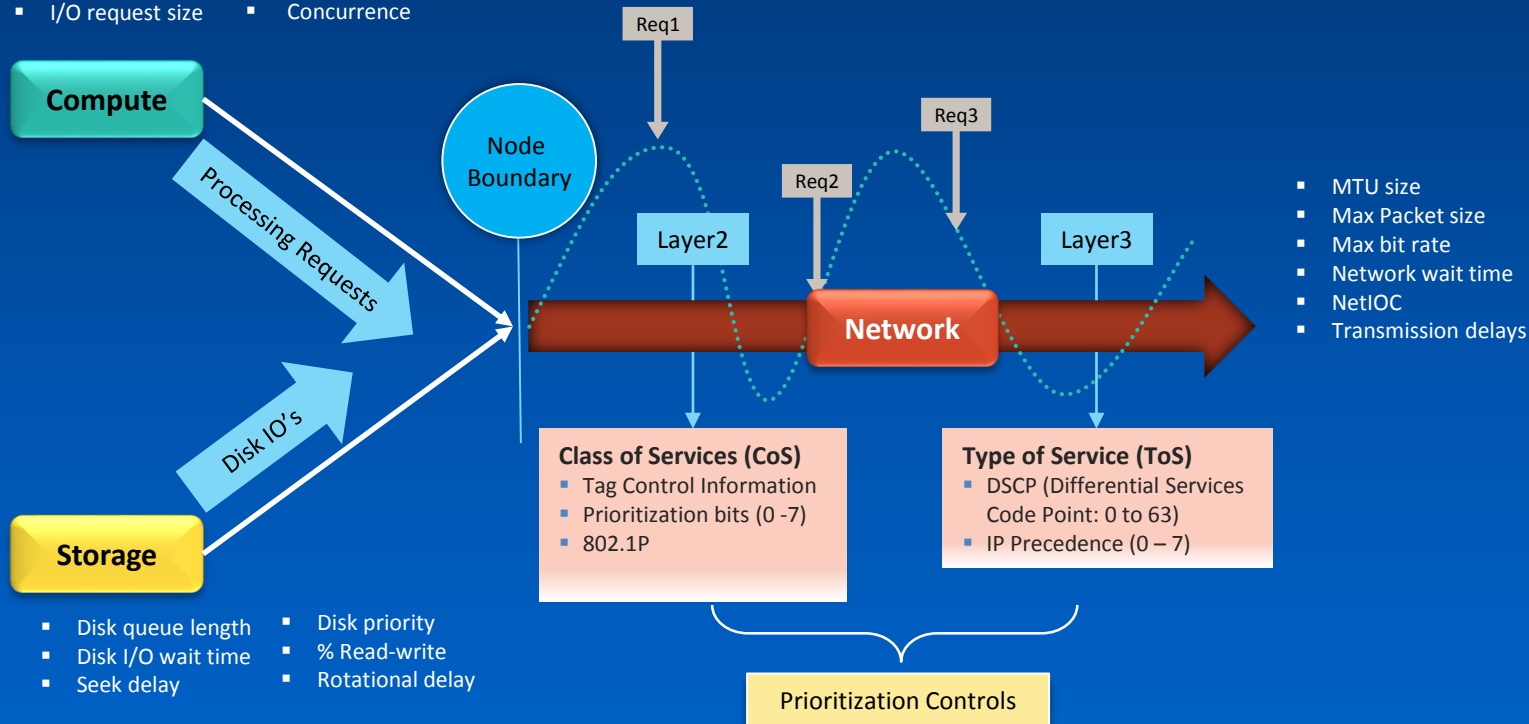 ▪ I/O request size
▪ Concurrence
Req1
Compute
Req3
Node
Boundary
Req2
Processing Requests
▪ MTU size
▪ Max Packet size
▪ Max bit rate
▪ Network wait time
▪ NetIOC
▪ Transmission delays
Layer2
Layer3
Network
Disk IO's
Class of Services (CoS)
▪ Tag Control Information
▪ Prioritization bits (0 -7)
▪ 802.1P
Type of Service (ToS)
▪ DSCP (Differential Services
Code Point: 0 to 63)
▪ IP Precedence (0 – 7)
Storage
▪ Disk queue length
▪ Disk I/O wait time
▪ Seek delay
▪ Disk priority
▪ % Read-write
▪ Rotational delay
Prioritization Controls